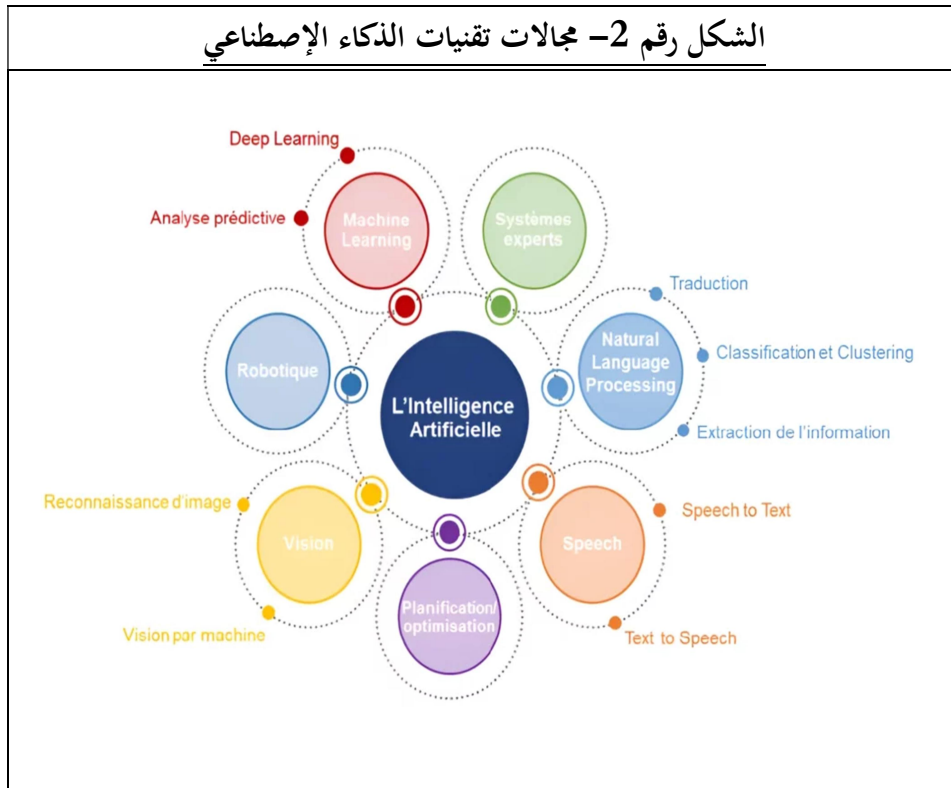 الشكل رقم 2– مجالات تقنيات الذكاء الإصطناعي
Deep Learning
Analyse prédictive
Machine
Learning
Systèmes
experts
Traduction
Natural
Language
Processing
Classification et Clustering
Extraction de l'information
Robotique
L'Intelligence
Artificielle
Reconnaissance d'image
Vision
Vision par machine
Speech
Speech to Text
Text to Speech
Planification/
optimisation